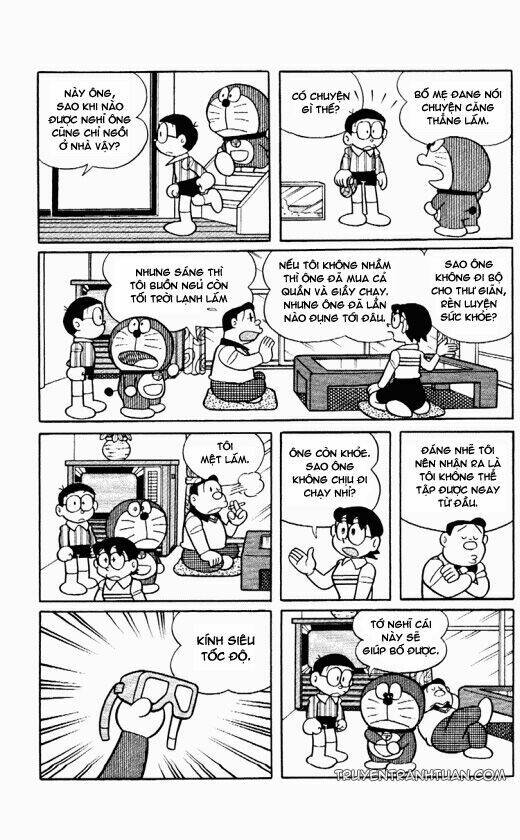 NÀY ÔNG,
SAO KHI NÀO
ĐƯỢC NGHỈ ÔNG
CŨNG CHỈ NGỒI
Ở NHÀ VẬY?
CÓ CHUYỆN
GÌ THẾ?
BỐ MẸ ĐANG NÓI
CHUYỆN CĂNG
THẲNG LẮM.
NHƯNG SÁNG THÌ
TÔI BUỒN NGỦ CÒN
TỐI TRỜI LẠNH LẮM
NẾU TÔI KHÔNG NHẦM
THÌ ÔNG ĐÃ MUA CẢ
QUẦN VÀ GIẦY CHẠY.
NHƯNG ÔNG ĐÃ LẦN
NÀO ĐỤNG TỚI ĐÂU.
SAO ÔNG
KHÔNG ĐI BỘ
CHO THƯ GIÃN,
RÈN LUYỆN
SỨC KHỎE?
TÔI
MỆT LẮM.
ÔNG CÒN KHỎE.
SAO ÔNG
KHÔNG CHỊU ĐI
CHẠY NHỈ?
ĐÁNG NHẼ TÔI
NÊN NHẬN RA LÀ
TÔI KHÔNG THỂ
TẬP ĐƯỢC NGAY
TỪ ĐẦU.
KÍNH SIÊU
TỐC ĐỘ.
TỚ NGHĨ CÁI
NÀY SẼ
GIÚP BỐ ĐƯỢC.
TRUYENTRANHTUAN.COM